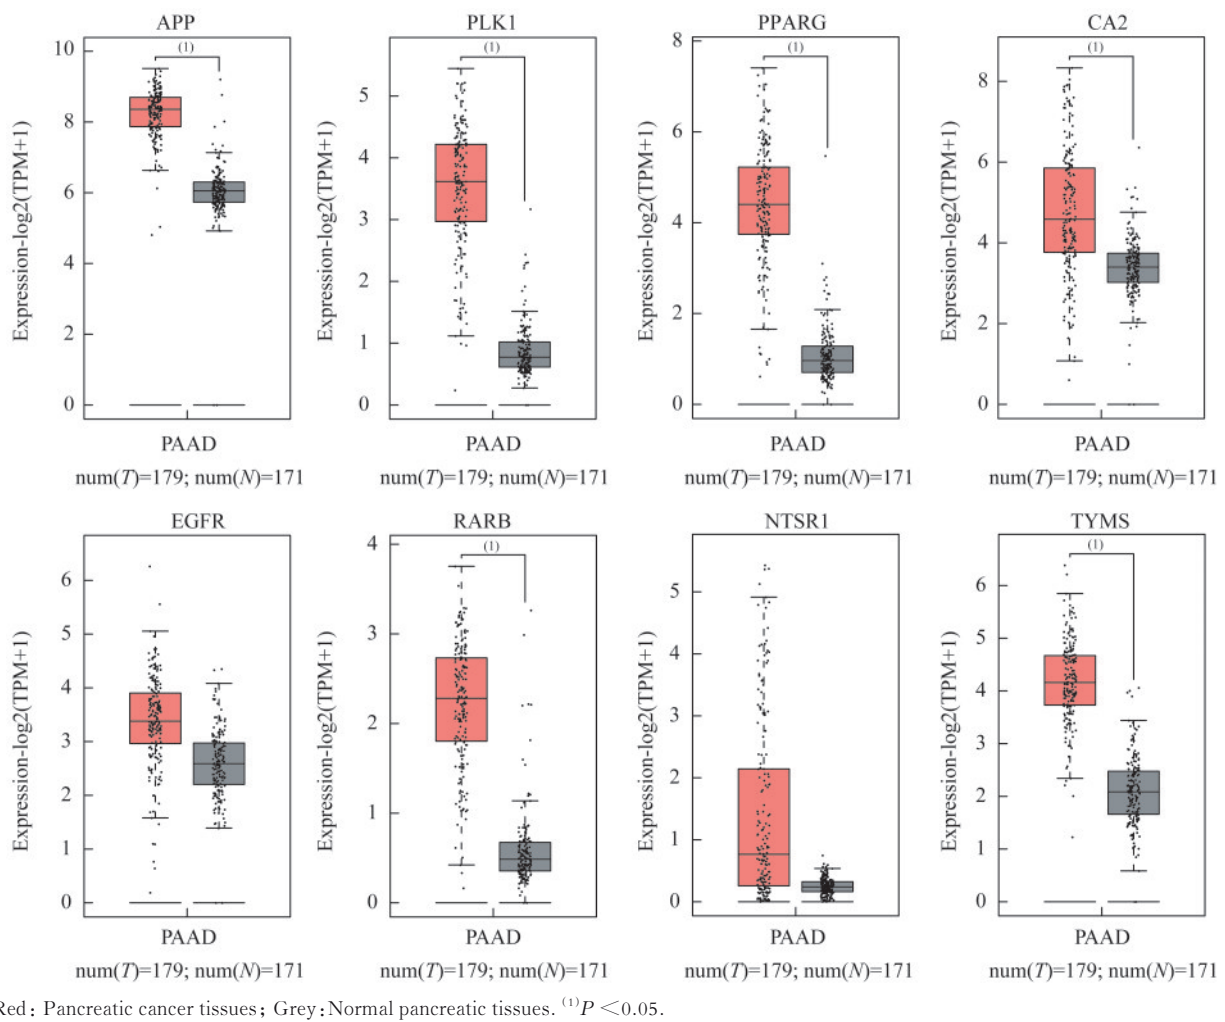 APP PLK1 PPARG CA2
(1) (1) (1) (1)
Expression-log2(TPM+1) Expression-log2(TPM+1) Expression-log2(TPM+1) Expression-log2(TPM+1)
10 8 6 4 2 0
5 4 3 2 1 0
8 6 4 2 0
8 6 4 2 0
PAAD PAAD PAAD PAAD
num(T)=179; num(N)=171 num(T)=179; num(N)=171 num(T)=179; num(N)=171 num(T)=179; num(N)=171
EGFR RARB NTSR1 TYMS
(1) (1)
Expression-log2(TPM+1) Expression-log2(TPM+1) Expression-log2(TPM+1) Expression-log2(TPM+1)
6 5 4 3 2 1 0
4 3 2 1 0
5 4 3 2 1 0
6 5 4 3 2 1 0
PAAD PAAD PAAD PAAD
num(T)=179; num(N)=171 num(T)=179; num(N)=171 num(T)=179; num(N)=171 num(T)=179; num(N)=171
Red: Pancreatic cancer tissues; Grey:Normal pancreatic tissues. ⁽¹⁾P <0.05.